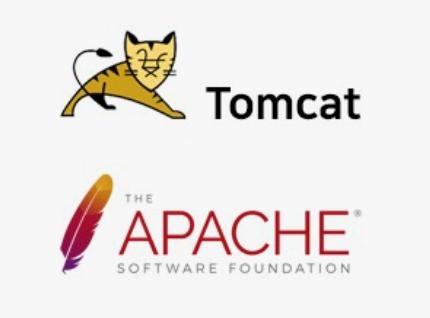 Tomcat
THE
APACHE®
SOFTWARE FOUNDATION